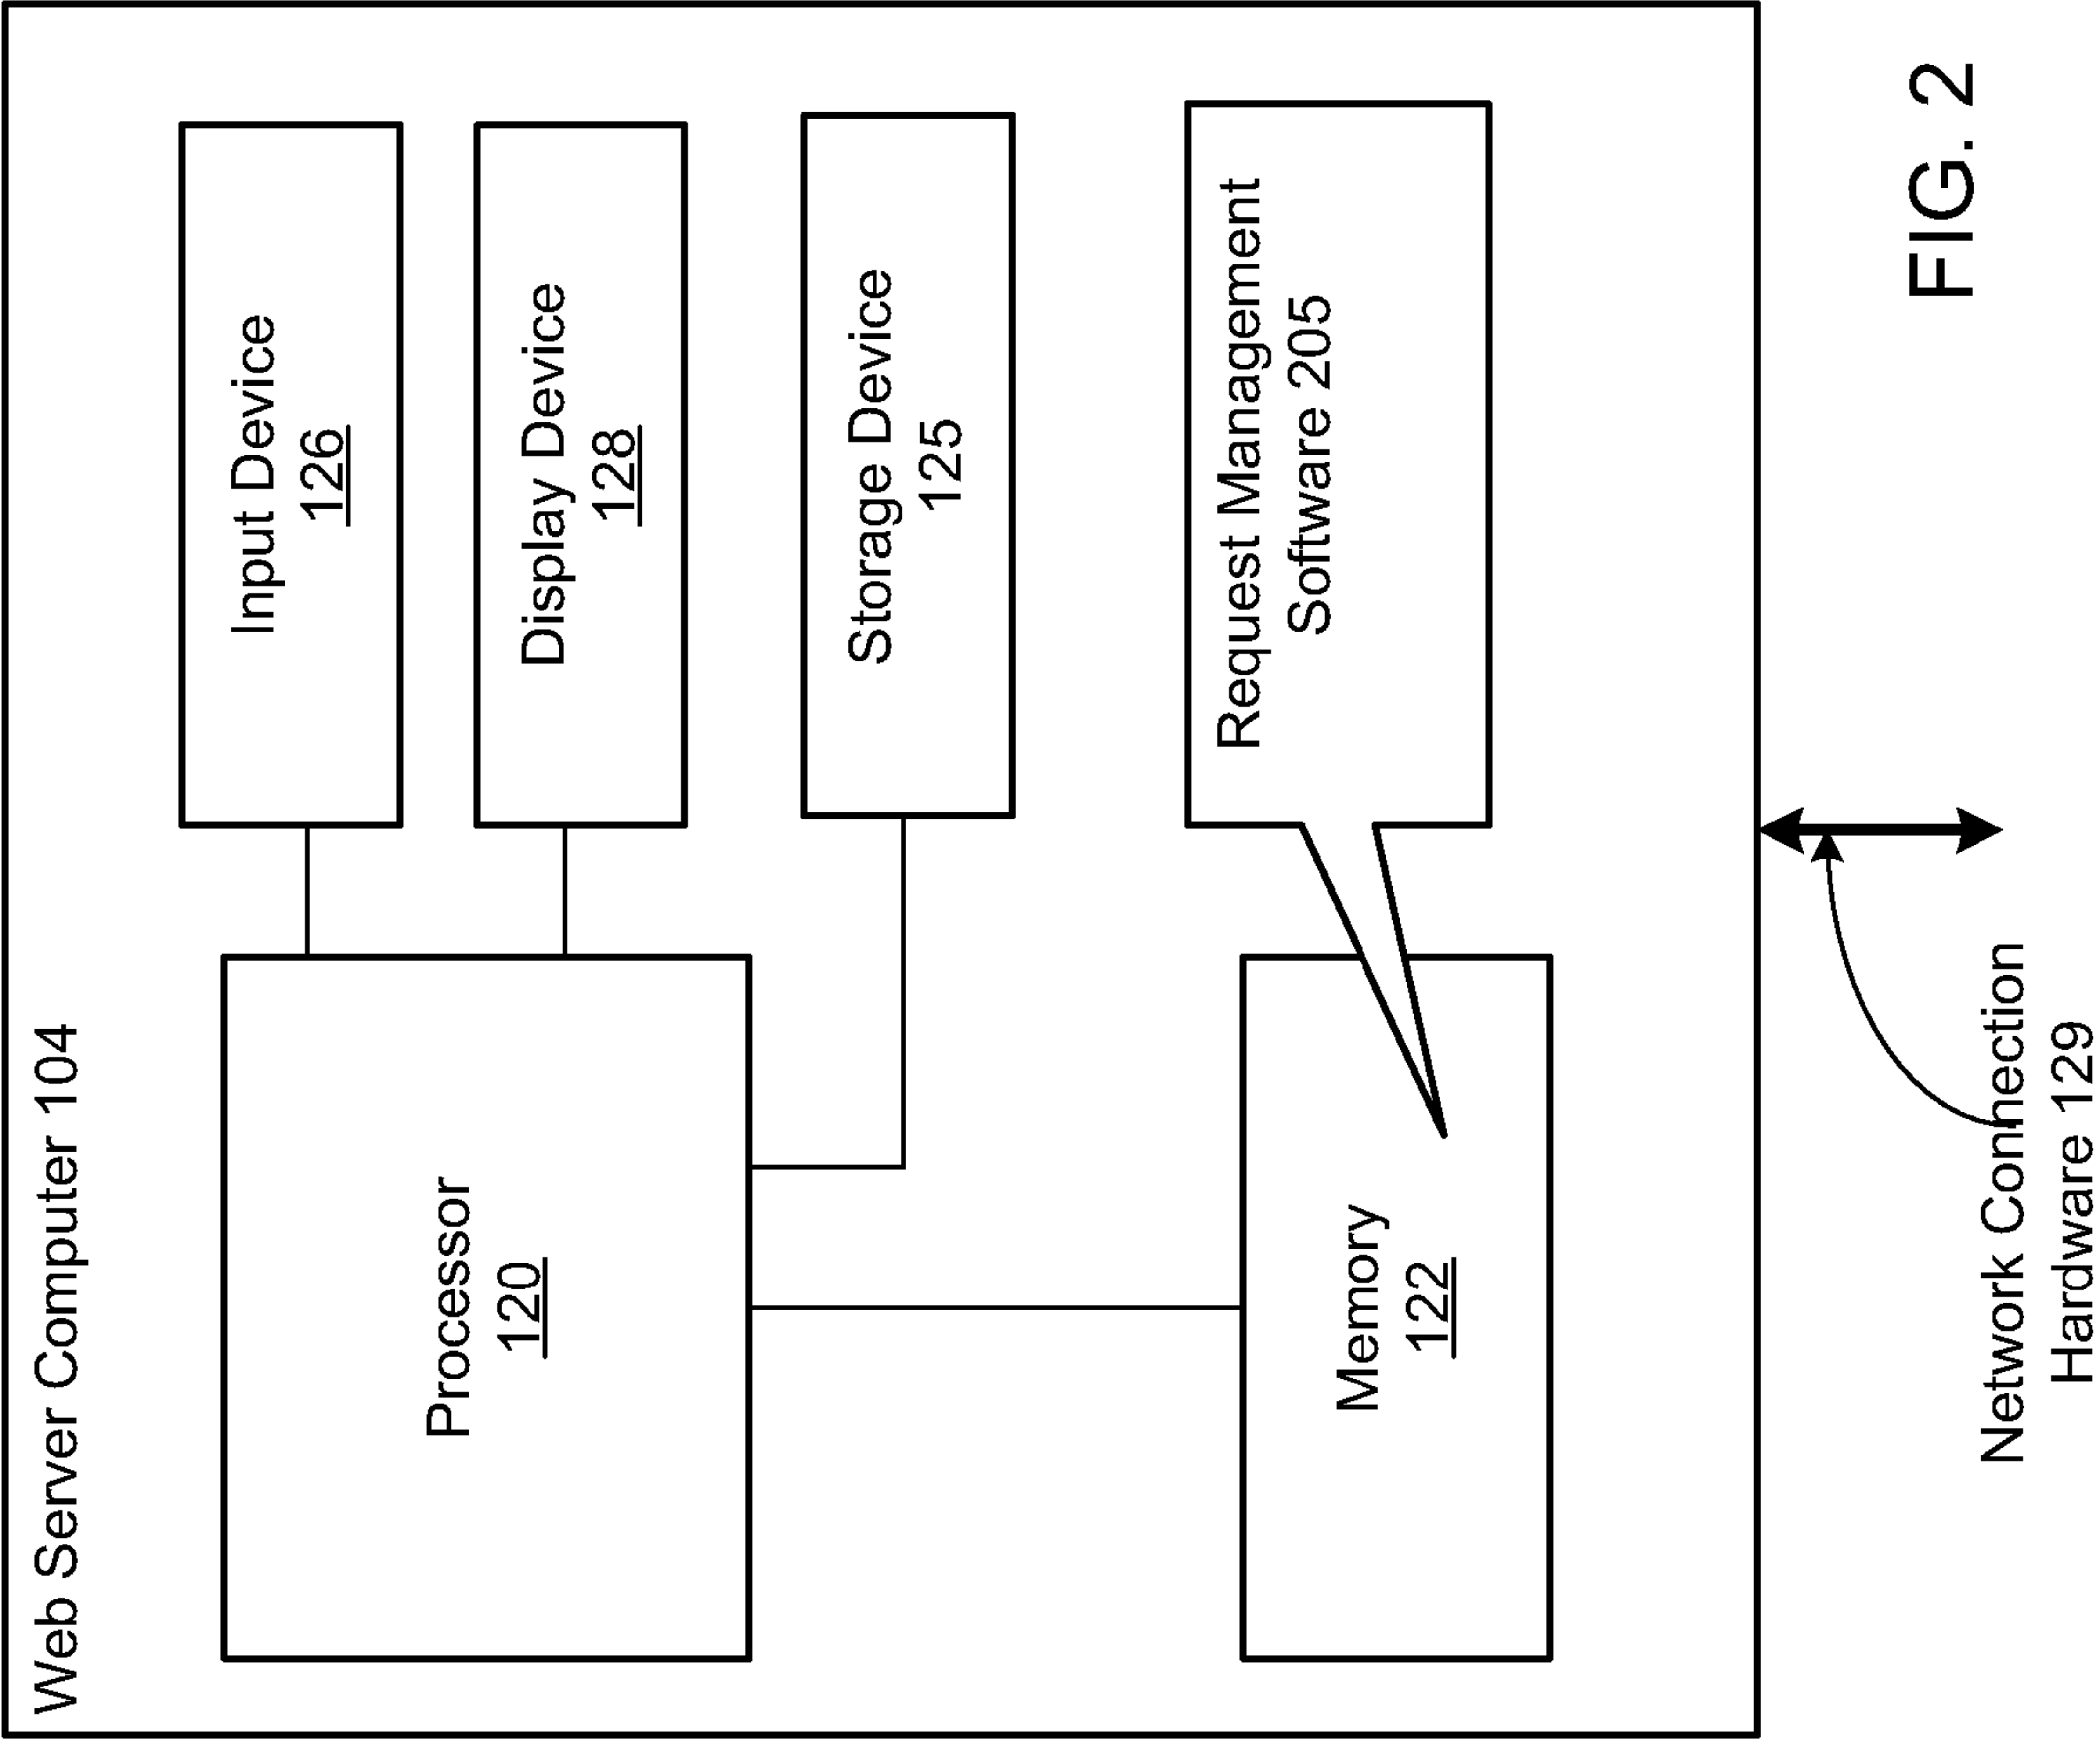 Web Server Computer 104
Processor
120
Input Device
126
Display Device
128
Storage Device
125
Memory
122
Request Management
Software 205
Network Connection
Hardware 129
FIG. 2